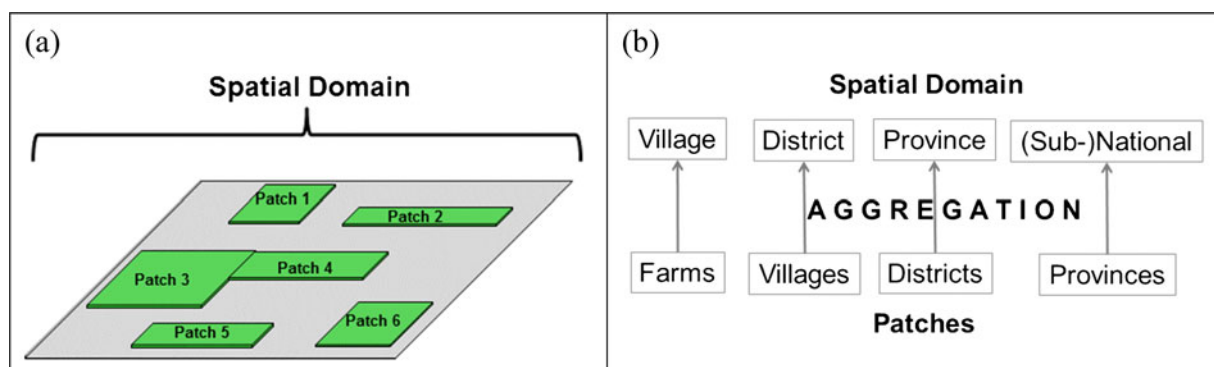 (a)
Spatial Domain
Patch 1
Patch 2
Patch 3
Patch 4
Patch 5
Patch 6
(b)
Spatial Domain
Village District Province (Sub-)National
AGGREGATION
Farms Villages Districts Provinces
Patches